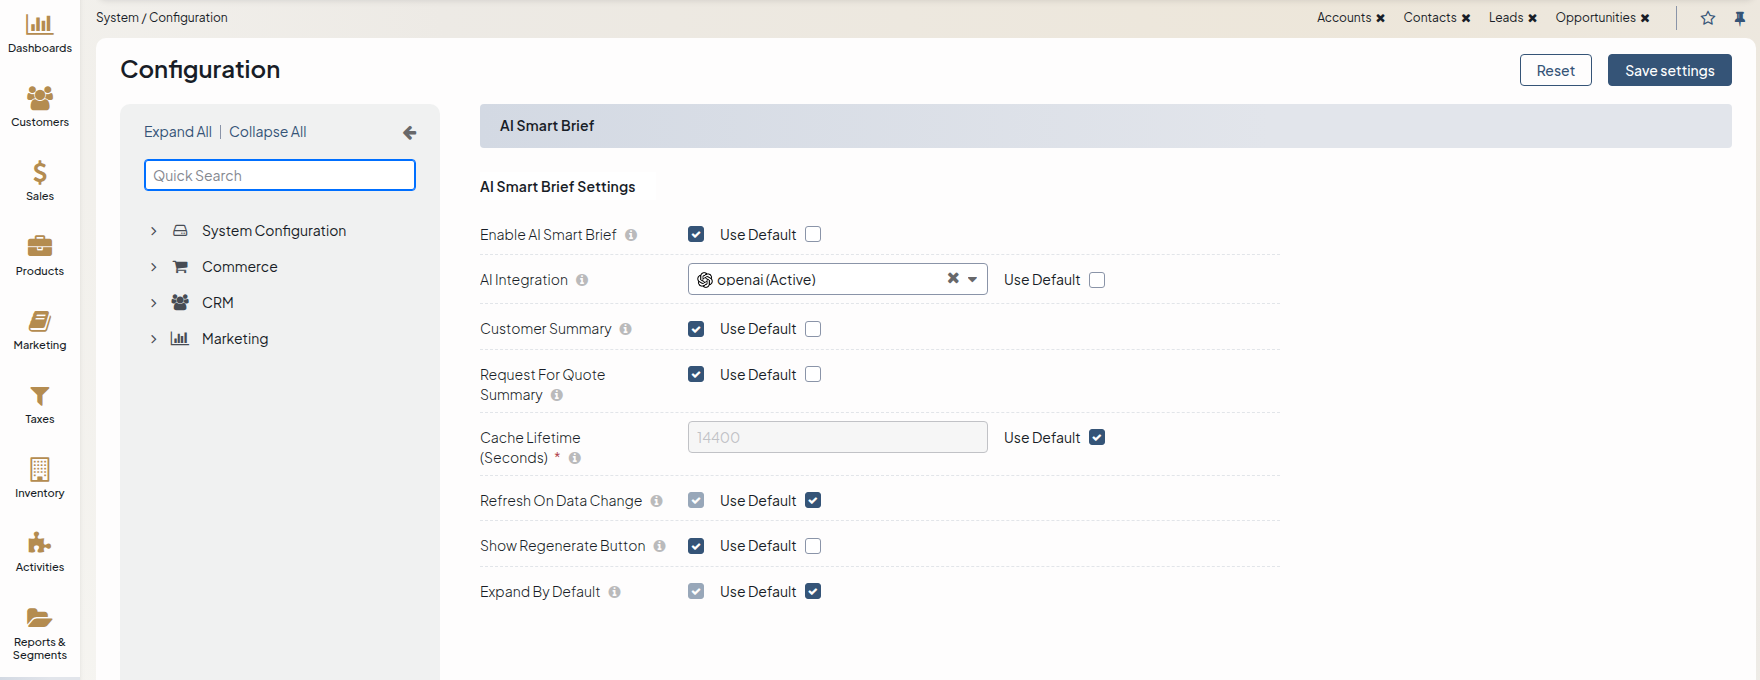 System / Configuration
Accounts ✖ Contacts ✖ Leads ✖ Opportunities ✖
Dashboards
Customers
Sales
Products
Marketing
Taxes
Inventory
Activities
Reports &
Segments
Configuration
Reset
Save settings
Expand All | Collapse All
Quick Search
System Configuration
Commerce
CRM
Marketing
AI Smart Brief
AI Smart Brief Settings
Enable AI Smart Brief Use Default
AI Integration openai (Active) Use Default
Customer Summary Use Default
Request For Quote
Summary Use Default
Cache Lifetime
(Seconds) * 14400 Use Default
Refresh On Data Change Use Default
Show Regenerate Button Use Default
Expand By Default Use Default